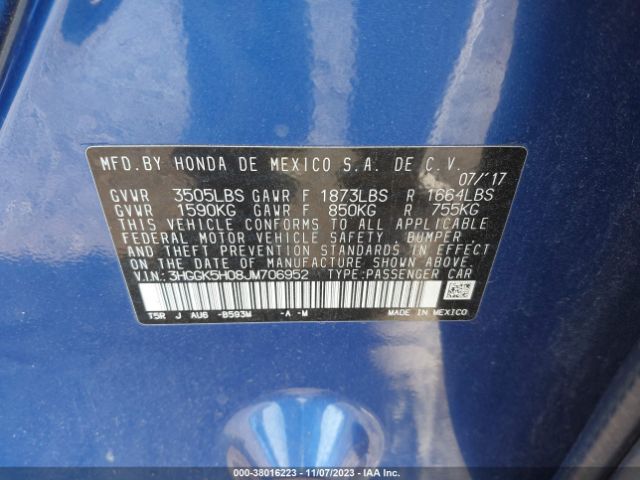 MFD.BY HONDA DE MEXICO S.A. DE C.V.
07/'17
GVWR 3505LBS GAWR F 1873LBS R 1664LBS
GVWR 1590KG GAWR F 850KG R 755KG
THIS VEHICLE CONFORMS TO ALL APPLICABLE
FEDERAL MOTOR VEHICLE SAFETY, BUMPER
AND THEFT PREVENTION STANDARDS IN EFFECT
ON THE DATE OF MANUFACTURE SHOWN ABOVE.
V.I.N: 3HGGK5H08JM706952 TYPE:PASSENGER CAR
T5R J AU6 -B593M -A -M MADE IN MEXICO
000-38016223 - 11/07/2023 - IAA Inc.